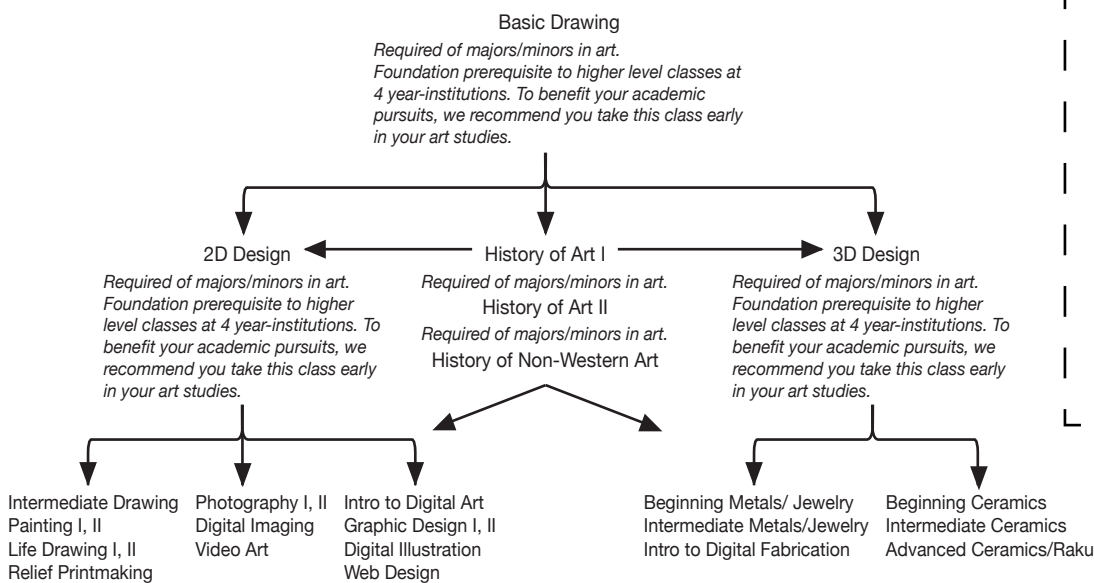 Basic Drawing
Required of majors/minors in art.
Foundation prerequisite to higher level classes at
4 year-institutions. To benefit your academic
pursuits, we recommend you take this class early
in your art studies.
2D Design
Required of majors/minors in art.
Foundation prerequisite to higher
level classes at 4 year-institutions. To
benefit your academic pursuits, we
recommend you take this class early
in your art studies.
History of Art I
Required of majors/minors in art.
History of Art II
Required of majors/minors in art.
History of Non-Western Art
3D Design
Required of majors/minors in art.
Foundation prerequisite to higher
level classes at 4 year-institutions. To
benefit your academic pursuits, we
recommend you take this class early
in your art studies.
Intermediate Drawing
Painting I, II
Life Drawing I, II
Relief Printmaking
Photography I, II
Digital Imaging
Video Art
Intro to Digital Art
Graphic Design I, II
Digital Illustration
Web Design
Beginning Metals/ Jewelry
Intermediate Metals/Jewelry
Intro to Digital Fabrication
Beginning Ceramics
Intermediate Ceramics
Advanced Ceramics/Raku